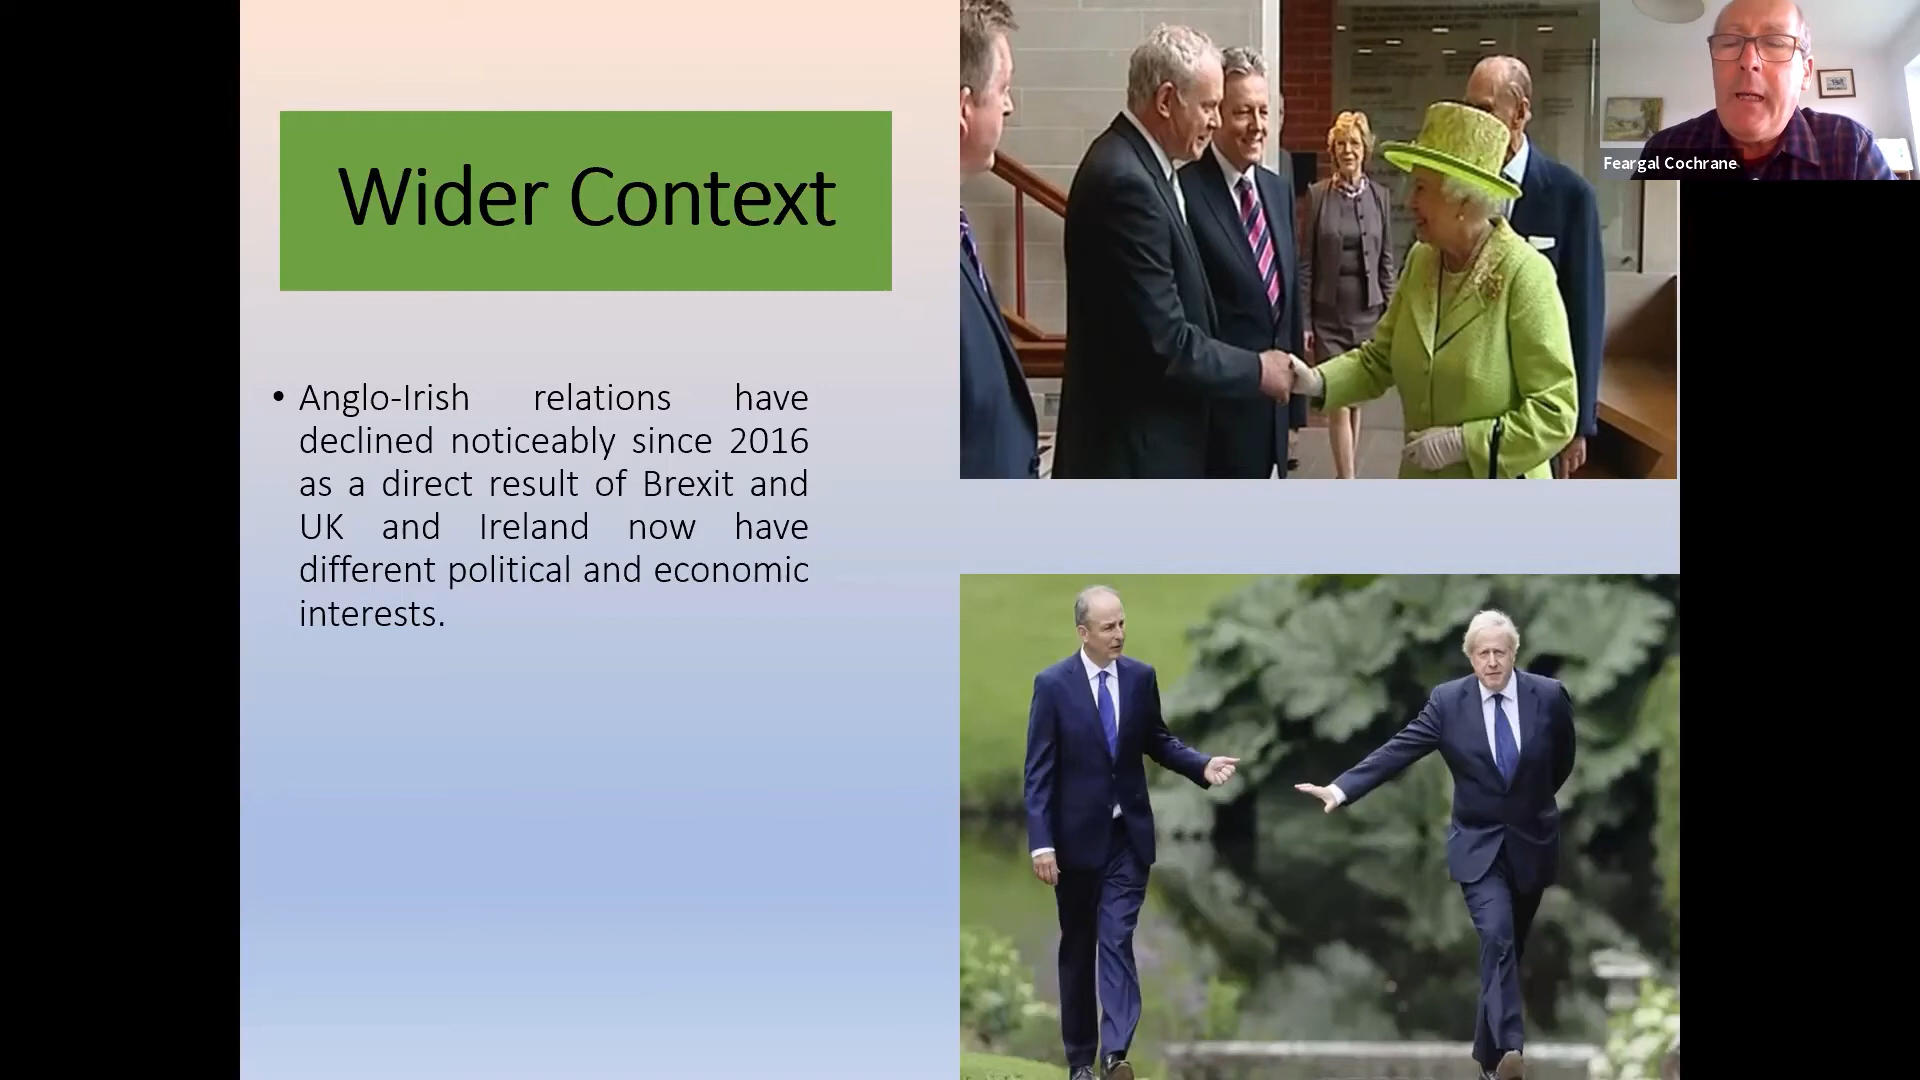 Wider Context
• Anglo-Irish relations have
declined noticeably since 2016
as a direct result of Brexit and
UK and Ireland now have
different political and economic
interests.
Feargal Cochrane